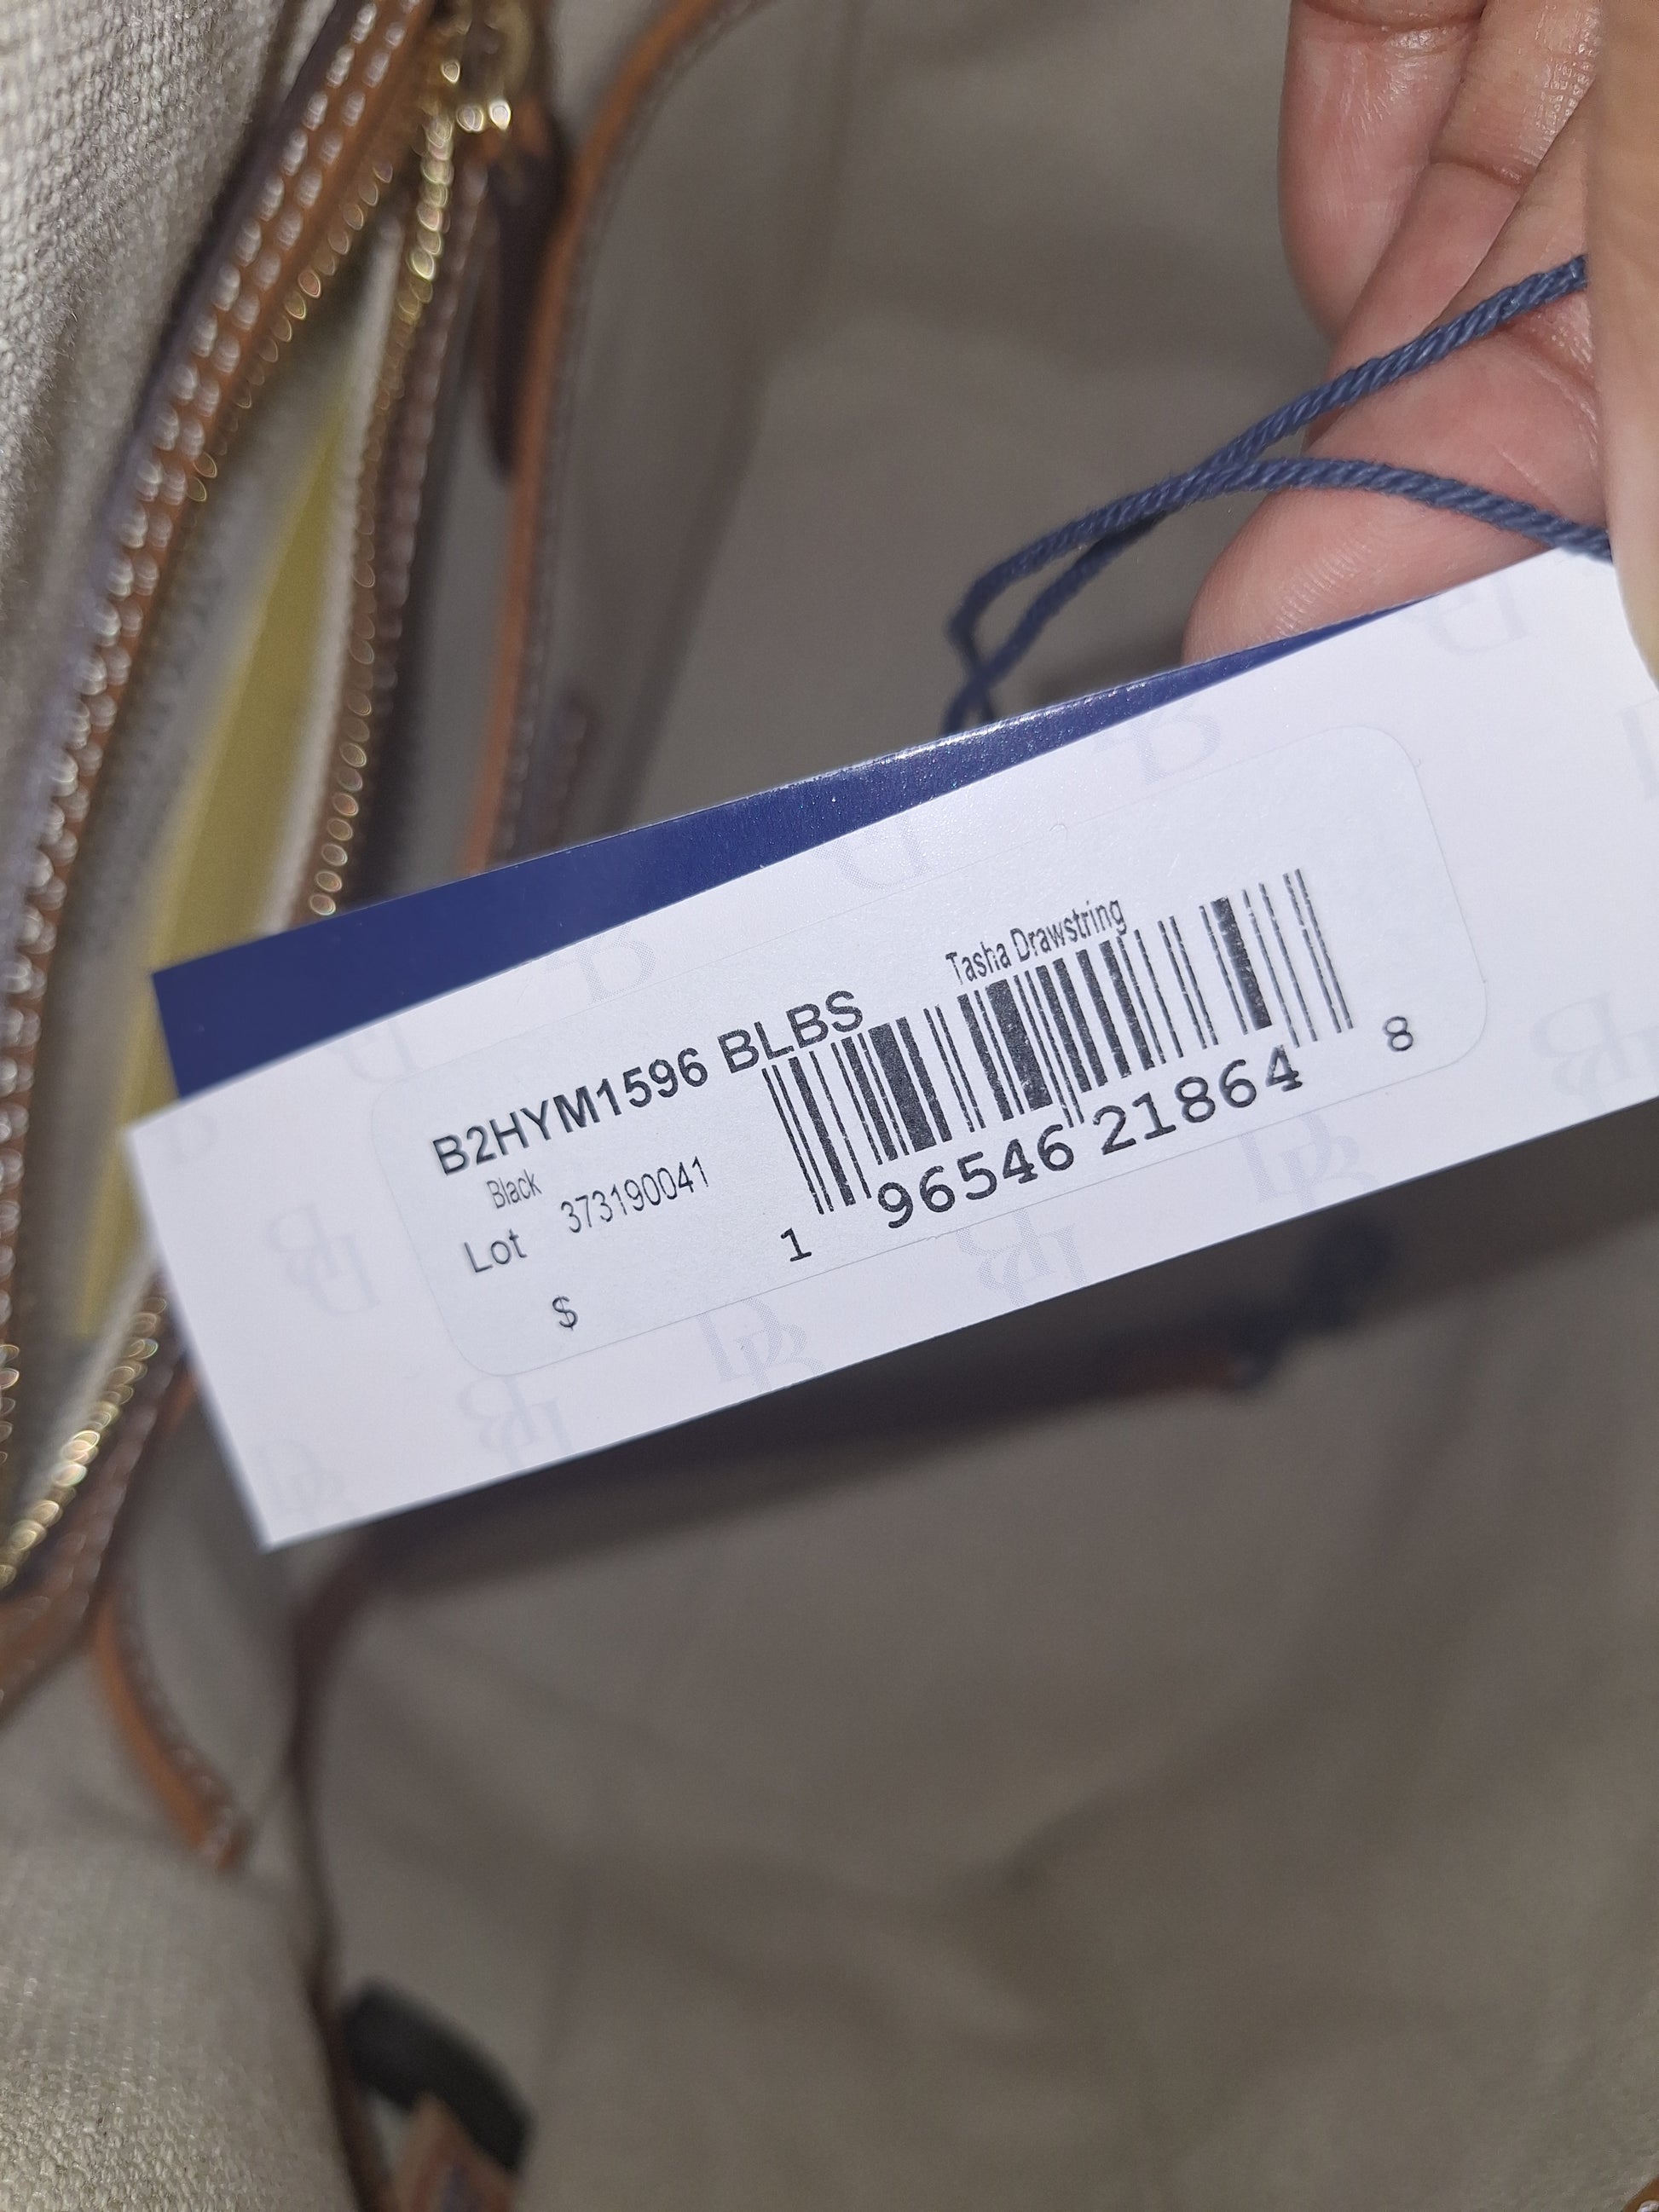 Tasha Drawstring
B2HYM1596 BLBS
Black
Lot 373190041
$
1 96546 21864 8